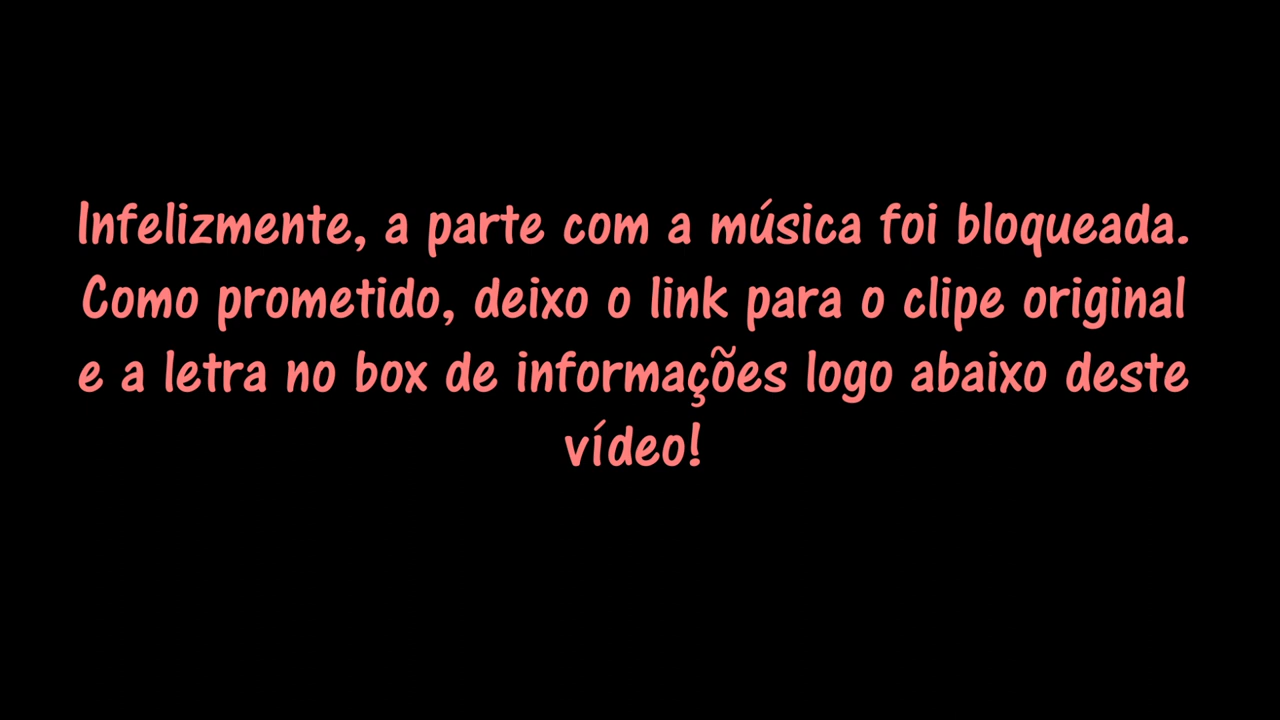 Infelizmente, a parte com a música foi bloqueada.
Como prometido, deixo o link para o clipe original
e a letra no box de informações logo abaixo deste
vídeo!